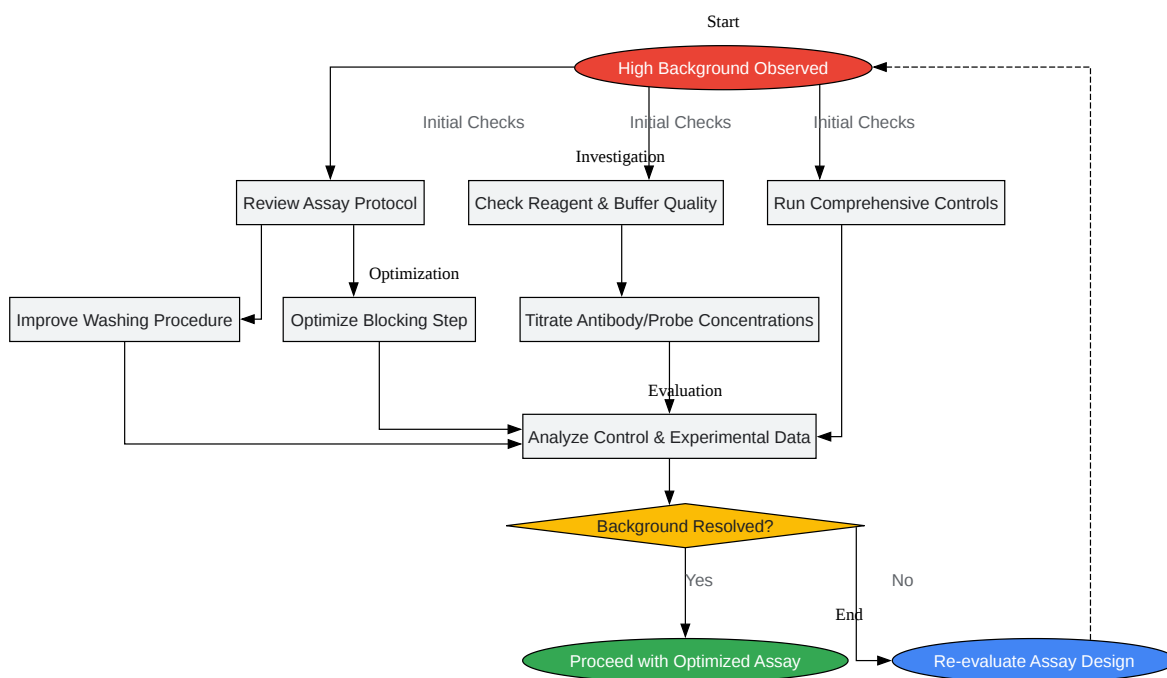 Start
High Background Observed
Initial Checks
Initial Checks
Initial Checks
Investigation
Review Assay Protocol
Check Reagent & Buffer Quality
Run Comprehensive Controls
Optimization
Improve Washing Procedure
Optimize Blocking Step
Titrate Antibody/Probe Concentrations
Evaluation
Analyze Control & Experimental Data
Background Resolved?
Yes
No
End
Proceed with Optimized Assay
Re-evaluate Assay Design